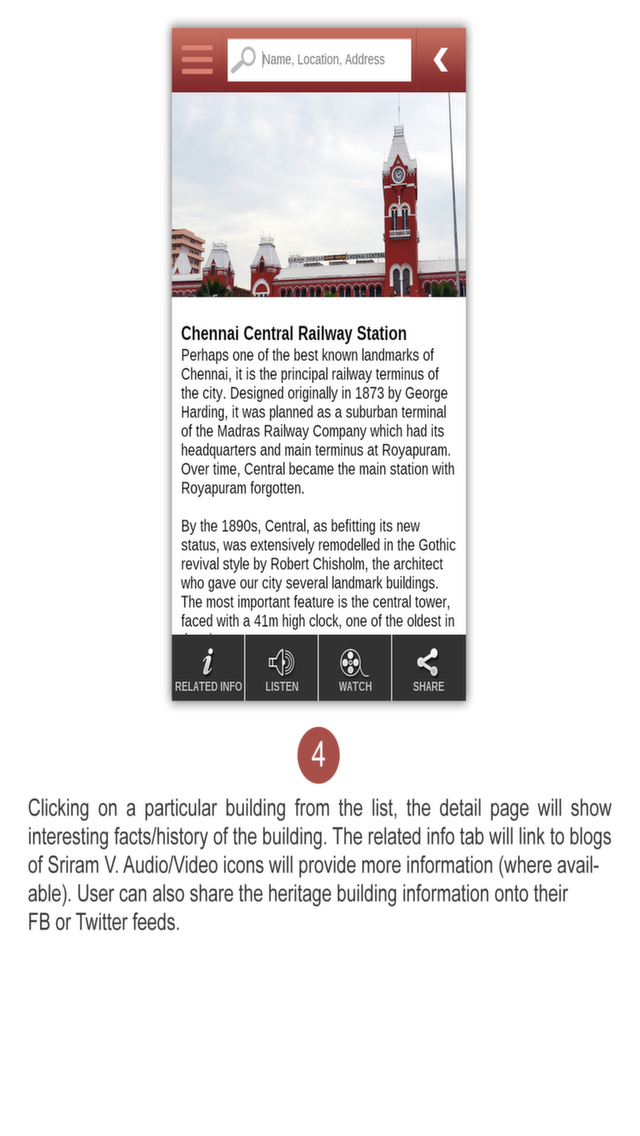 Name, Location, Address
Chennai Central Railway Station
Perhaps one of the best known landmarks of
Chennai, it is the principal railway terminus of
the city. Designed originally in 1873 by George
Harding, it was planned as a suburban terminal
of the Madras Railway Company which had its
headquarters and main terminus at Royapuram.
Over time, Central became the main station with
Royapuram forgotten.
By the 1890s, Central, as befitting its new
status, was extensively remodelled in the Gothic
revival style by Robert Chisholm, the architect
who gave our city several landmark buildings.
The most important feature is the central tower,
faced with a 41m high clock, one of the oldest in
RELATED INFO
LISTEN
WATCH
SHARE
4
Clicking on a particular building from the list, the detail page will show
interesting facts/history of the building. The related info tab will link to blogs
of Sriram V. Audio/Video icons will provide more information (where avail-
able). User can also share the heritage building information onto their
FB or Twitter feeds.